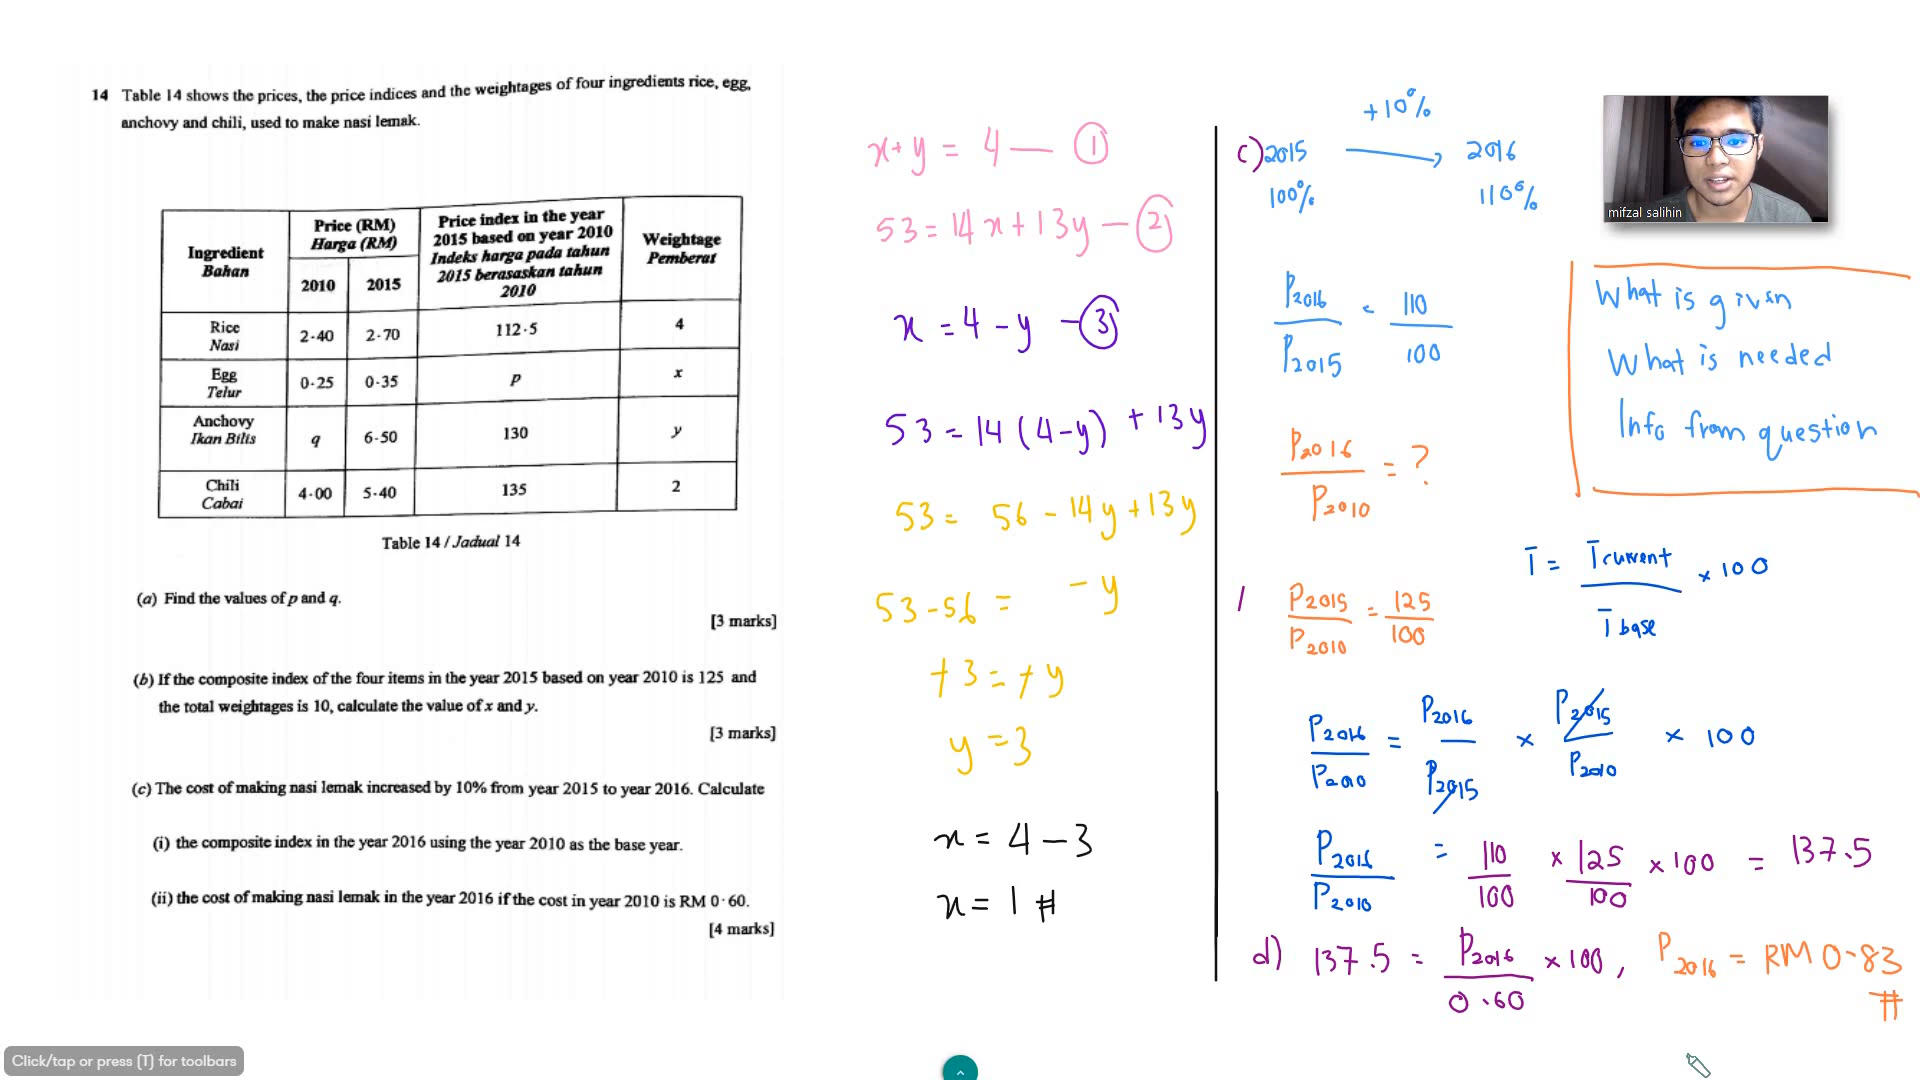 14 Table 14 shows the prices, the price indices and the weightages of four ingredients rice, egg,
anchovy and chili, used to make nasi lemak.
Ingredient
Bahan
Price (RM)
Harga (RM)
2010 2015
Price index in the year
2015 based on year 2010
Indeks harga pada tahun
2015 berasaskan tahun
2010
Weightage
Pemberat
Rice
Nasi
2·40 2·70 112·5 4
Egg
Telur
0·25 0·35 p x
Anchovy
Ikan Bilis
q 6·50 130 y
Chili
Cabai
4·00 5·40 135 2
Table 14 / Jadual 14
(a) Find the values of p and q.
[3 marks]
(b) If the composite index of the four items in the year 2015 based on year 2010 is 125 and
the total weightages is 10, calculate the value of x and y.
[3 marks]
(c) The cost of making nasi lemak increased by 10% from year 2015 to year 2016. Calculate
(i) the composite index in the year 2016 using the year 2010 as the base year.
(ii) the cost of making nasi lemak in the year 2016 if the cost in year 2010 is RM 0·60.
[4 marks]
x + y = 4 — ①
53 = 14x + 13y — ②
x = 4 - y - ③
53 = 14 (4 - y) + 13y
53 = 56 - 14y + 13y
53 - 56 = - y
+3 = + y
y = 3
x = 4 - 3
x = 1 #
c) 2015 +10% → 2016
100% 110%
P2016 / P2015 = 110 / 100
P2016 / P2010 = ?
/ P2015 / P2010 = 125 / 100
Ī = Ī current / Ī base × 100
P2016 / P2010 = P2016 / P2015 × P2015 / P2010 × 100
P2016 / P2010 = 110 / 100 × 125 / 100 × 100 = 137.5
d) 137.5 = P2016 / 0.60 × 100, P2016 = RM 0.83
#
mifzal salihin
What is given
What is needed
Info from question
Click/tap or press (T) for toolbars